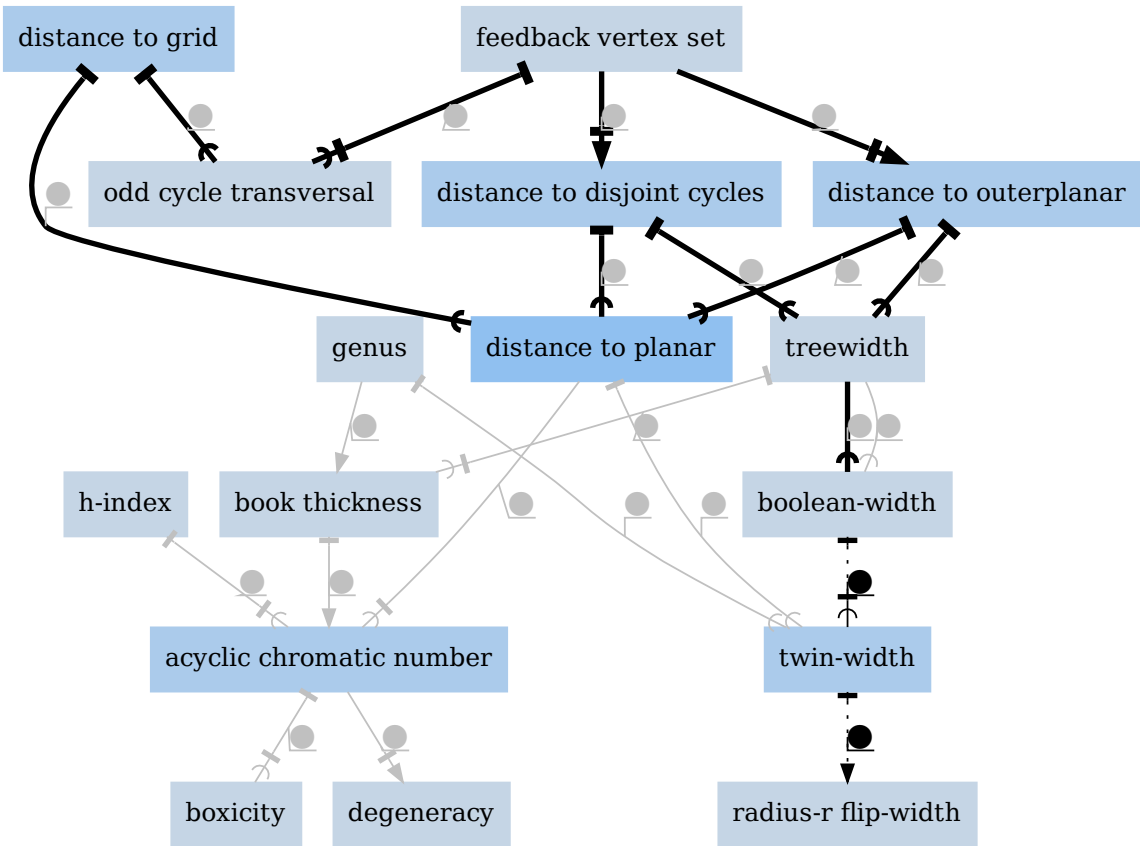 distance to grid
feedback vertex set
odd cycle transversal
distance to disjoint cycles
distance to outerplanar
genus
distance to planar
treewidth
h-index
book thickness
boolean-width
acyclic chromatic number
twin-width
boxicity
degeneracy
radius-r flip-width